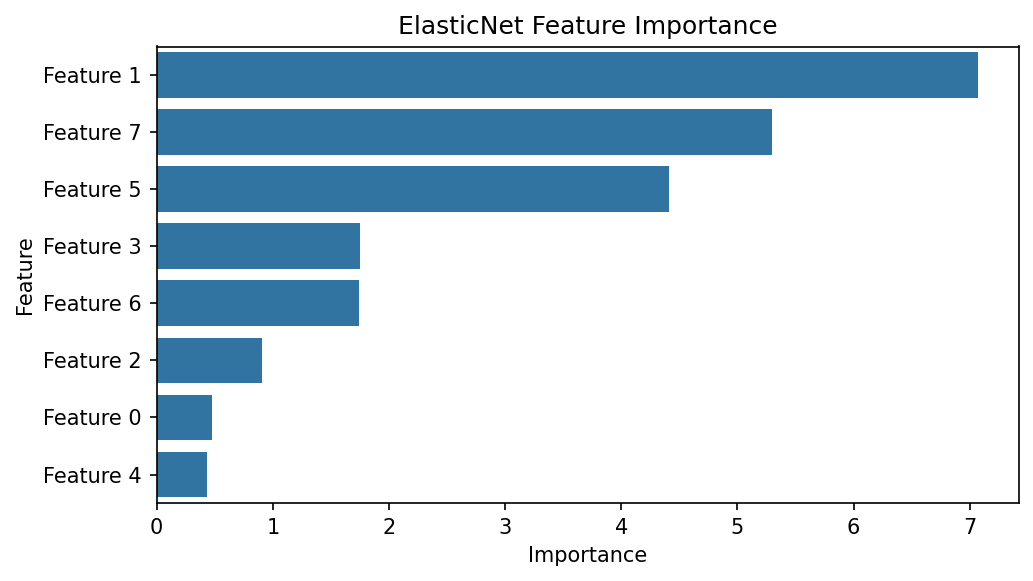 ElasticNet Feature Importance
Feature 1
Feature 7
Feature 5
Feature 3
Feature 6
Feature 2
Feature 0
Feature 4
Feature
0 1 2 3 4 5 6 7
Importance